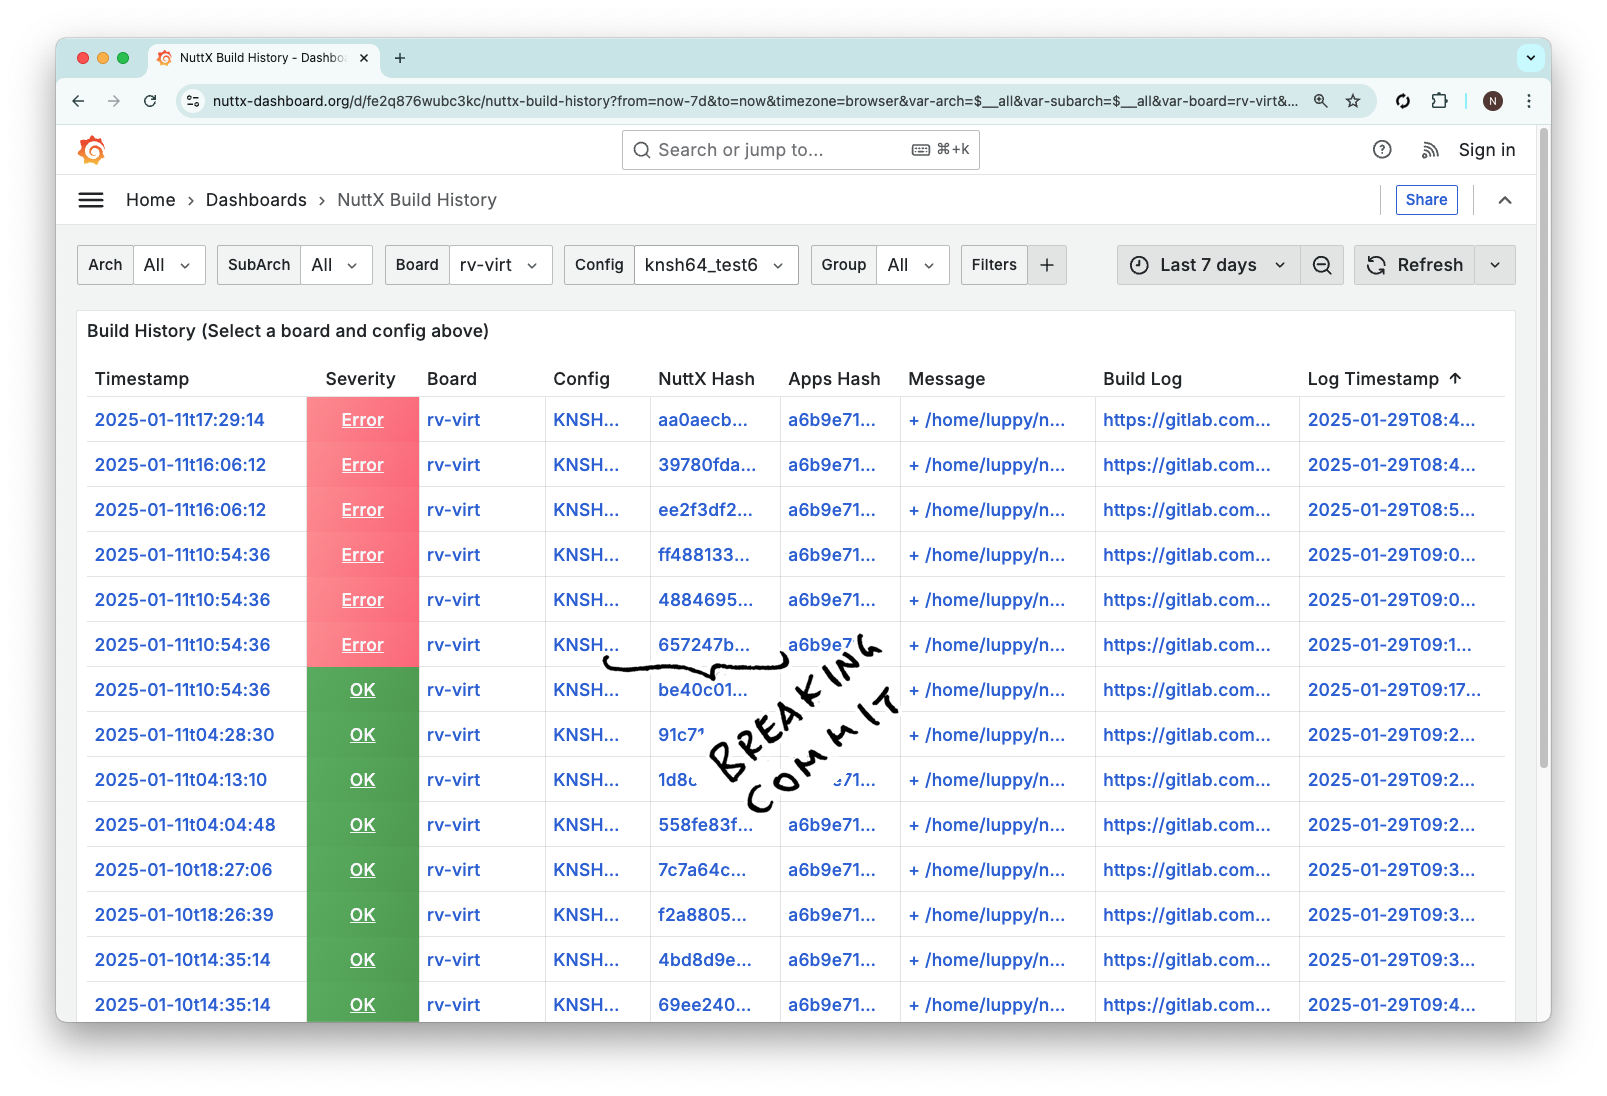 NuttX Build History - Dashbo
nuttx-dashboard.org/d/fe2q876wubc3kc/nuttx-build-history?from=now-7d&to=now&timezone=browser&var-arch=$__all&var-subarch=$__all&var-board=rv-virt&... N
Search or jump to... ⌘+k Sign in
Home › Dashboards › NuttX Build History Share
Arch All SubArch All Board rv-virt Config knsh64_test6 Group All Filters + Last 7 days Refresh
Build History (Select a board and config above)
Timestamp Severity Board Config NuttX Hash Apps Hash Message Build Log Log Timestamp ↑
2025-01-11t17:29:14 Error rv-virt KNSH... aa0aecb... a6b9e71... + /home/luppy/n... https://gitlab.com... 2025-01-29T08:4...
2025-01-11t16:06:12 Error rv-virt KNSH... 39780fda... a6b9e71... + /home/luppy/n... https://gitlab.com... 2025-01-29T08:4...
2025-01-11t16:06:12 Error rv-virt KNSH... ee2f3df2... a6b9e71... + /home/luppy/n... https://gitlab.com... 2025-01-29T08:5...
2025-01-11t10:54:36 Error rv-virt KNSH... ff488133... a6b9e71... + /home/luppy/n... https://gitlab.com... 2025-01-29T09:0...
2025-01-11t10:54:36 Error rv-virt KNSH... 4884695... a6b9e71... + /home/luppy/n... https://gitlab.com... 2025-01-29T09:0...
2025-01-11t10:54:36 Error rv-virt KNSH... 657247b... a6b9e7 + /home/luppy/n... https://gitlab.com... 2025-01-29T09:1...
2025-01-11t10:54:36 OK rv-virt KNSH... be40c01... + /home/luppy/n... https://gitlab.com... 2025-01-29T09:17...
BREAKING
COMMIT
2025-01-11t04:28:30 OK rv-virt KNSH... 91c71 + /home/luppy/n... https://gitlab.com... 2025-01-29T09:2...
2025-01-11t04:13:10 OK rv-virt KNSH... 1d8 e71... + /home/luppy/n... https://gitlab.com... 2025-01-29T09:2...
2025-01-11t04:04:48 OK rv-virt KNSH... 558fe83f... a6b9e71... + /home/luppy/n... https://gitlab.com... 2025-01-29T09:2...
2025-01-10t18:27:06 OK rv-virt KNSH... 7c7a64c... a6b9e71... + /home/luppy/n... https://gitlab.com... 2025-01-29T09:3...
2025-01-10t18:26:39 OK rv-virt KNSH... f2a8805... a6b9e71... + /home/luppy/n... https://gitlab.com... 2025-01-29T09:3...
2025-01-10t14:35:14 OK rv-virt KNSH... 4bd8d9e... a6b9e71... + /home/luppy/n... https://gitlab.com... 2025-01-29T09:3...
2025-01-10t14:35:14 OK rv-virt KNSH... 69ee240... a6b9e71... + /home/luppy/n... https://gitlab.com... 2025-01-29T09:4...